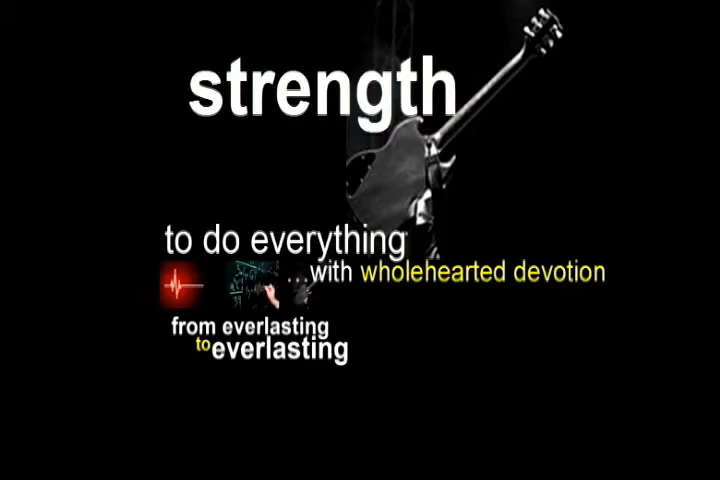 strength
to do everything
...with wholehearted devotion
from everlasting
to everlasting